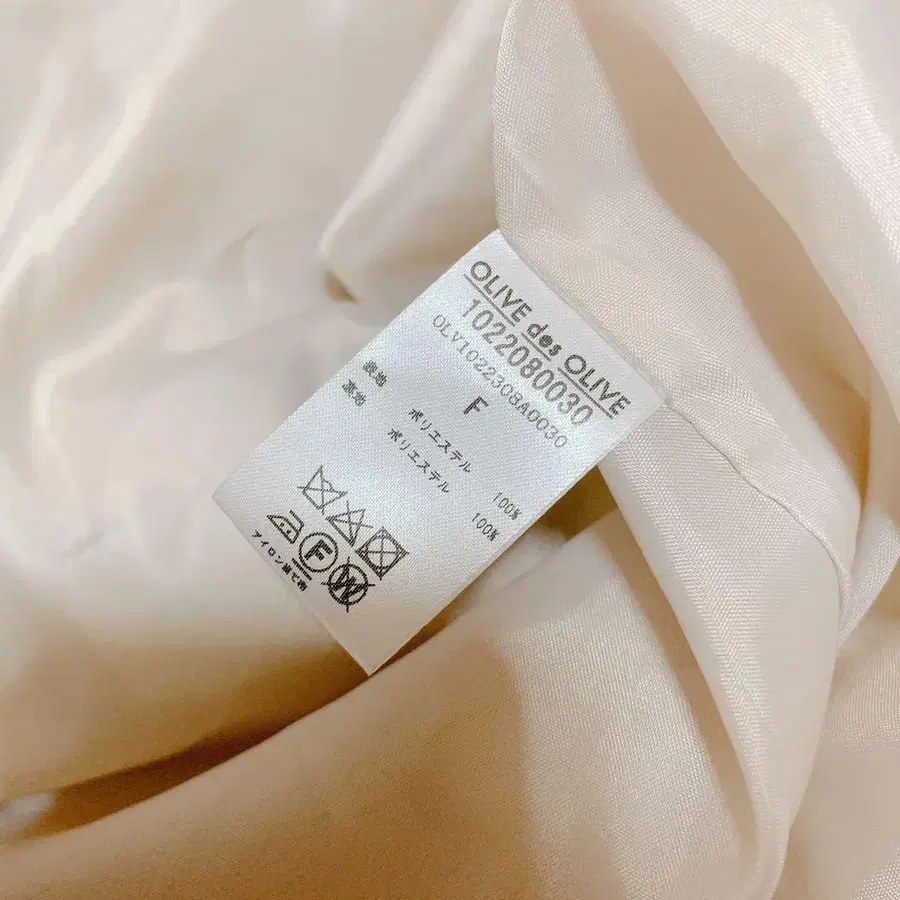 OLIVE des OLIVE
1022080030
OLV1022308A0030
F
表地 ポリエステル 100%
裏地 ポリエステル 100%
F W
アイロン当て布